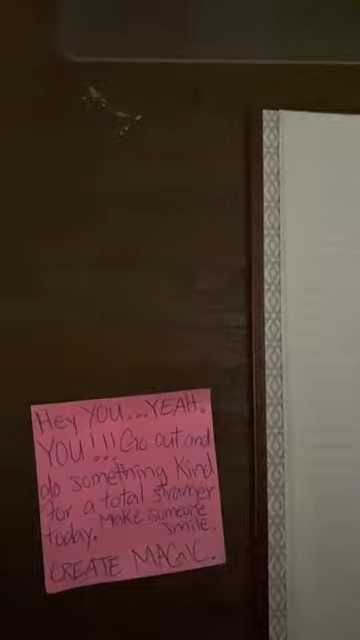 Hey YOU...YEAH.
YOU!!! Go out and
do something Kind
for a total stranger
today. Make someone
smile.
CREATE MAGIC.